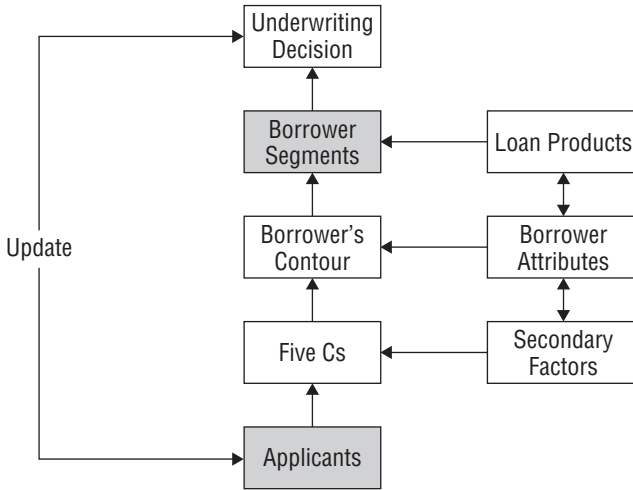 Underwriting
Decision
Borrower
Segments
Loan Products
Update
Borrower's
Contour
Borrower
Attributes
Five Cs
Secondary
Factors
Applicants